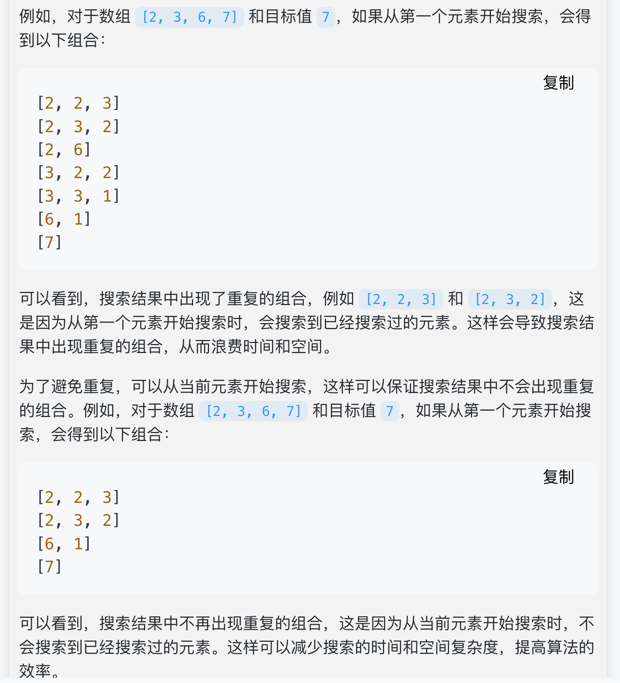 例如，对于数组 [2, 3, 6, 7] 和目标值 7，如果从第一个元素开始搜索，会得
到以下组合：
复制
[2, 2, 3]
[2, 3, 2]
[2, 6]
[3, 2, 2]
[3, 3, 1]
[6, 1]
[7]
可以看到，搜索结果中出现了重复的组合，例如 [2, 2, 3] 和 [2, 3, 2]，这
是因为从第一个元素开始搜索时，会搜索到已经搜索过的元素。这样会导致搜索结
果中出现重复的组合，从而浪费时间和空间。
为了避免重复，可以从当前元素开始搜索，这样可以保证搜索结果中不会出现重复
的组合。例如，对于数组 [2, 3, 6, 7] 和目标值 7，如果从第一个元素开始搜
索，会得到以下组合：
复制
[2, 2, 3]
[2, 3, 2]
[6, 1]
[7]
可以看到，搜索结果中不再出现重复的组合，这是因为从当前元素开始搜索时，不
会搜索到已经搜索过的元素。这样可以减少搜索的时间和空间复杂度，提高算法的
效率。